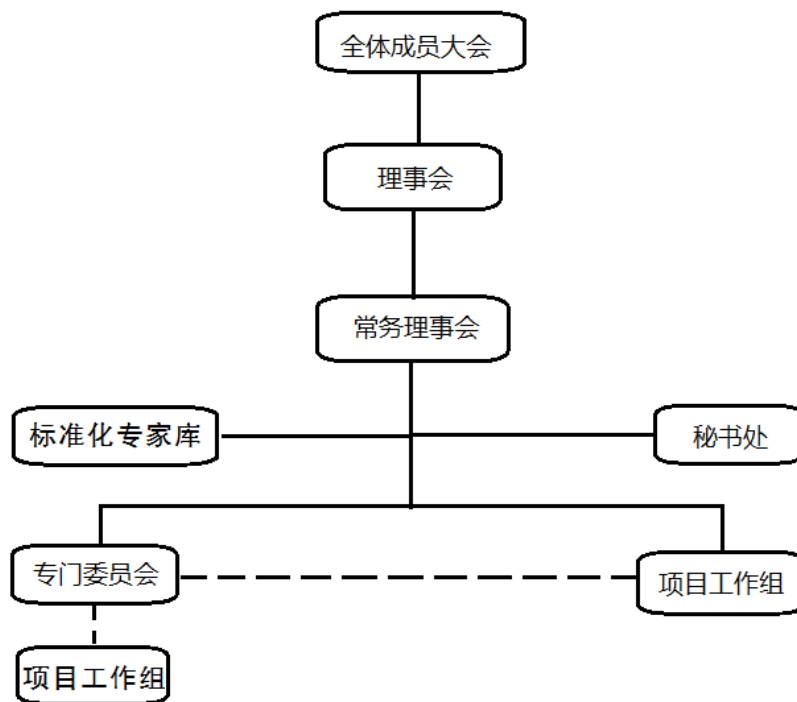 全体成员大会
理事会
常务理事会
标准化专家库
秘书处
专门委员会
项目工作组
项目工作组